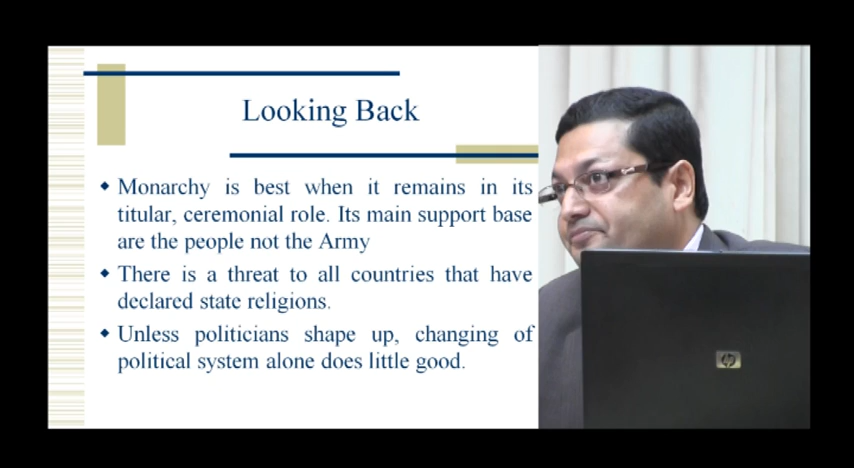 Looking Back
Monarchy is best when it remains in its
titular, ceremonial role. Its main support base
are the people not the Army
There is a threat to all countries that have
declared state religions.
Unless politicians shape up, changing of
political system alone does little good.
hp